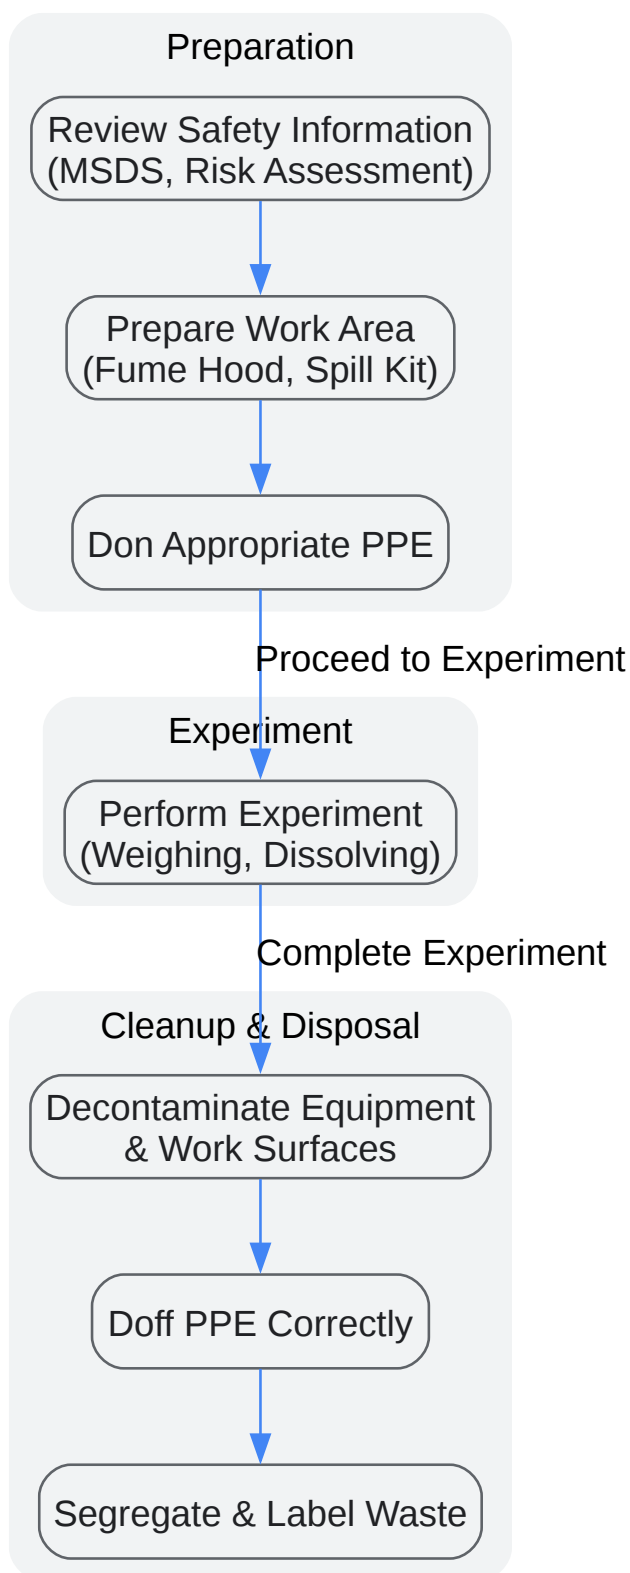 Preparation
Review Safety Information
(MSDS, Risk Assessment)
Prepare Work Area
(Fume Hood, Spill Kit)
Don Appropriate PPE
Proceed to Experiment
Experiment
Perform Experiment
(Weighing, Dissolving)
Complete Experiment
Cleanup & Disposal
Decontaminate Equipment
& Work Surfaces
Doff PPE Correctly
Segregate & Label Waste